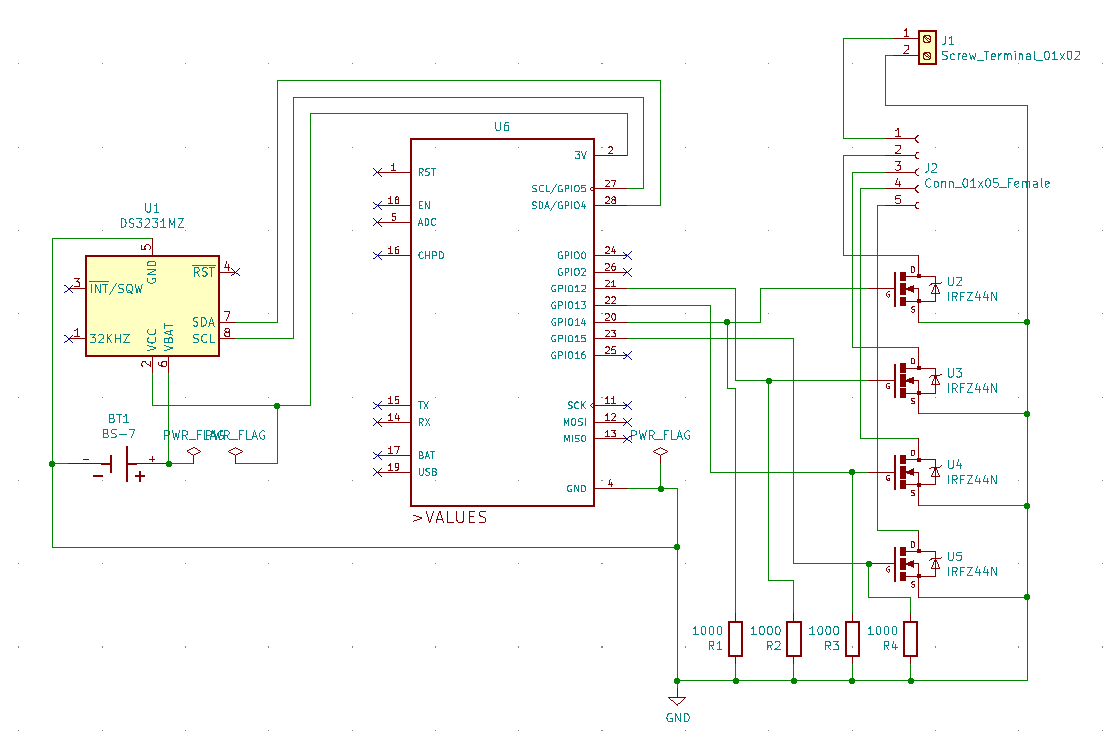 1
2
J1
Screw_Terminal_01x02
1
2
3
4
5
J2
Conn_01x05_Female
U6
3V
2
1
RST
SCL/GPIO5
27
SDA/GPIO4
28
18
EN
5
ADC
16
CHPD
GPIO0
24
GPIO2
26
GPIO12
21
GPIO13
22
GPIO14
20
GPIO15
23
GPIO16
25
15
TX
14
RX
SCK
11
MOSI
12
MISO
13
17
BAT
19
USB
GND
4
>VALUES
U1
DS3231MZ
5
GND
RST
4
3
INT/SQW
SDA
7
SCL
8
1
32KHZ
VCC
VBAT
2
6
BT1
BS-7
-
+
-
+
PWR_FLAG
PWR_FLAG
PWR_FLAG
D
G
S
U2
IRFZ44N
D
G
S
U3
IRFZ44N
D
G
S
U4
IRFZ44N
D
G
S
U5
IRFZ44N
1000
R1
1000
R2
1000
R3
1000
R4
GND